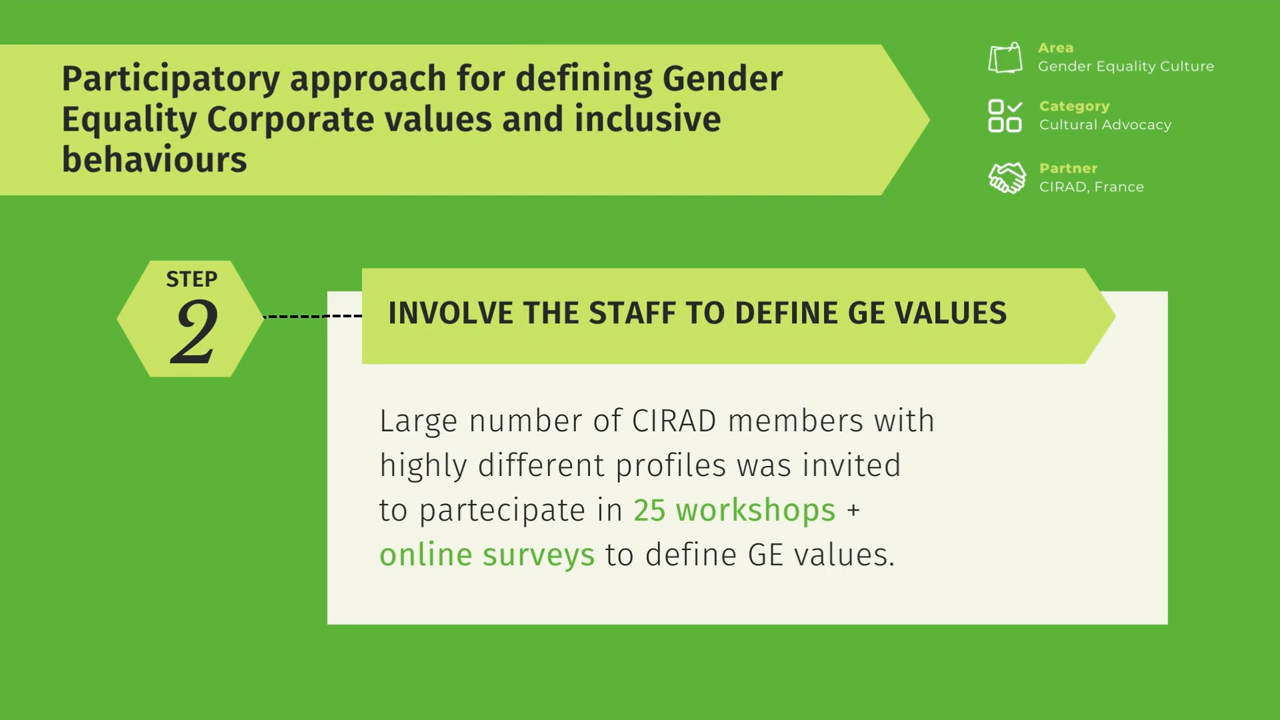 Participatory approach for defining Gender
Equality Corporate values and inclusive
behaviours
Area
Gender Equality Culture
Category
Cultural Advocacy
Partner
CIRAD, France
STEP
2
INVOLVE THE STAFF TO DEFINE GE VALUES
Large number of CIRAD members with
highly different profiles was invited
to partecipate in 25 workshops +
online surveys to define GE values.